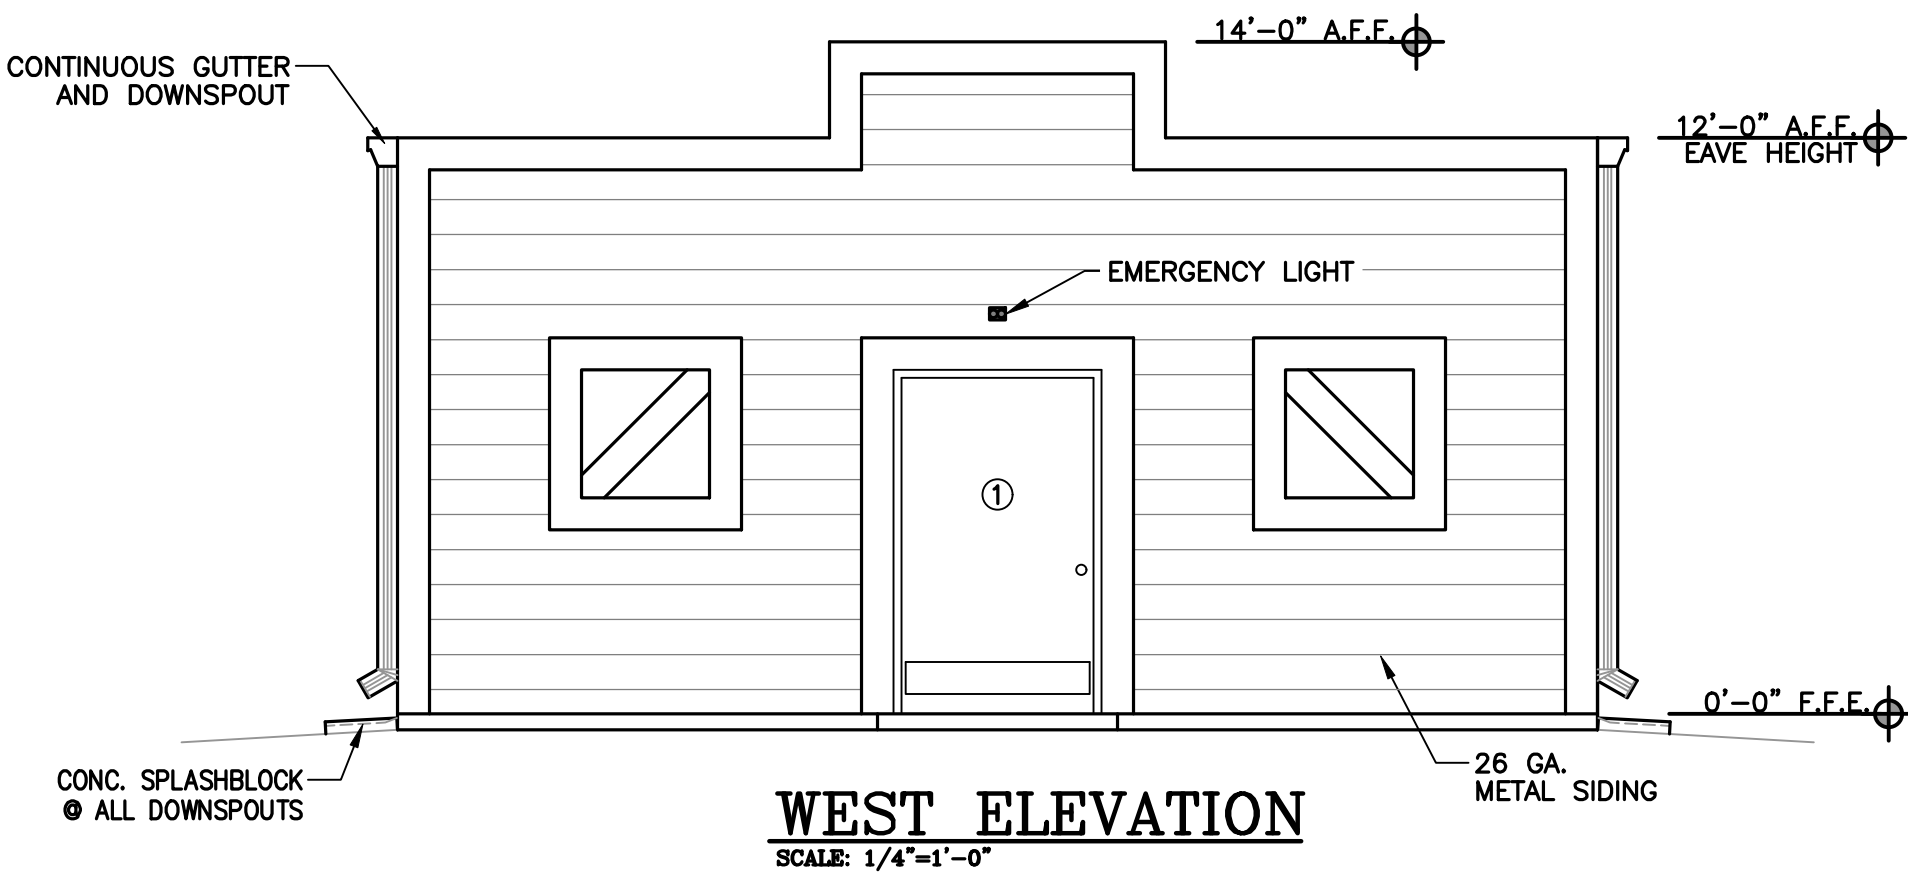 14'-0" A.F.F.
CONTINUOUS GUTTER
AND DOWNSPOUT
12'-0" A.F.F.
EAVE HEIGHT
EMERGENCY LIGHT
1
0'-0" F.F.E.
26 GA.
METAL SIDING
CONC. SPLASHBLOCK
@ ALL DOWNSPOUTS
WEST ELEVATION
SCALE: 1/4"=1'-0"